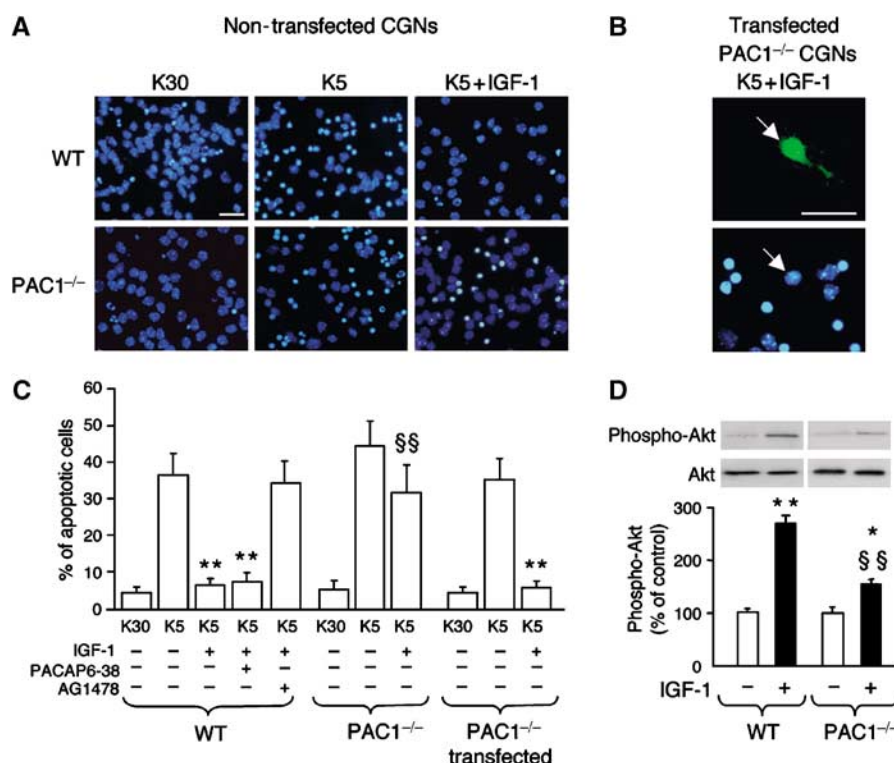 A
Non-transfected CGNs
K30 K5 K5+IGF-1
WT
PAC1–/–
B
Transfected
PAC1–/– CGNs
K5+IGF-1
C
% of apoptotic cells
60
50
40
30
20
10
0
** ** §§ **
K30 K5 K5 K5 K5 K30 K5 K5 K30 K5 K5
IGF-1 – – + + + – – + – – +
PACAP6-38 – – – + – – – – – – –
AG1478 – – – – + – – – – – –
WT PAC1–/– PAC1–/–
transfected
D
Phospho-Akt
Akt
Phospho-Akt
(% of control)
300
200
100
0
** *
§§
IGF-1 – + – +
WT PAC1–/–